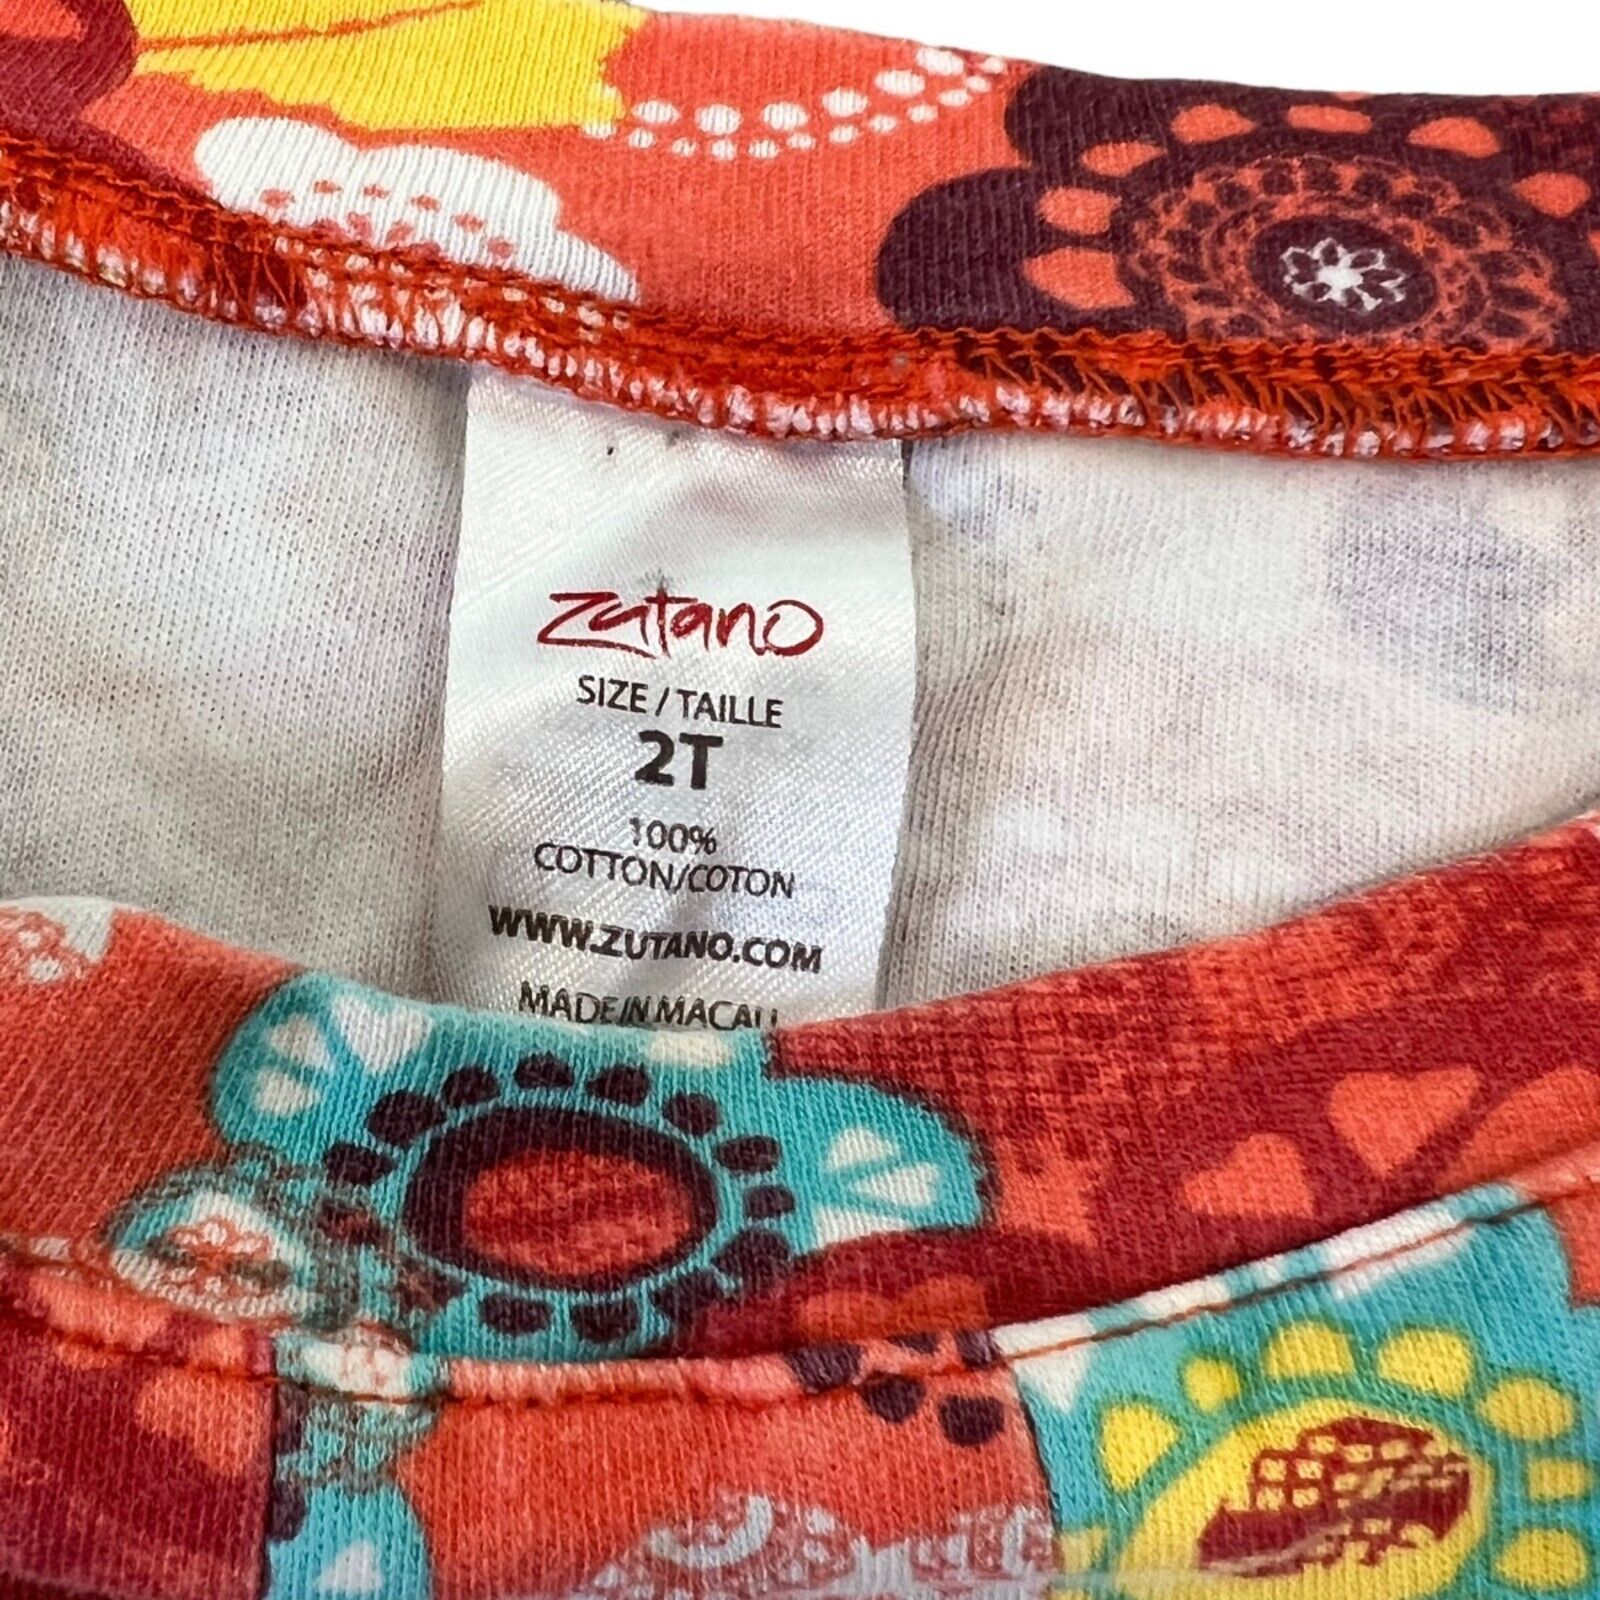 zutano
SIZE / TAILLE
2T
100%
COTTON/COTON
WWW.ZUTANO.COM
MADE IN MACAU